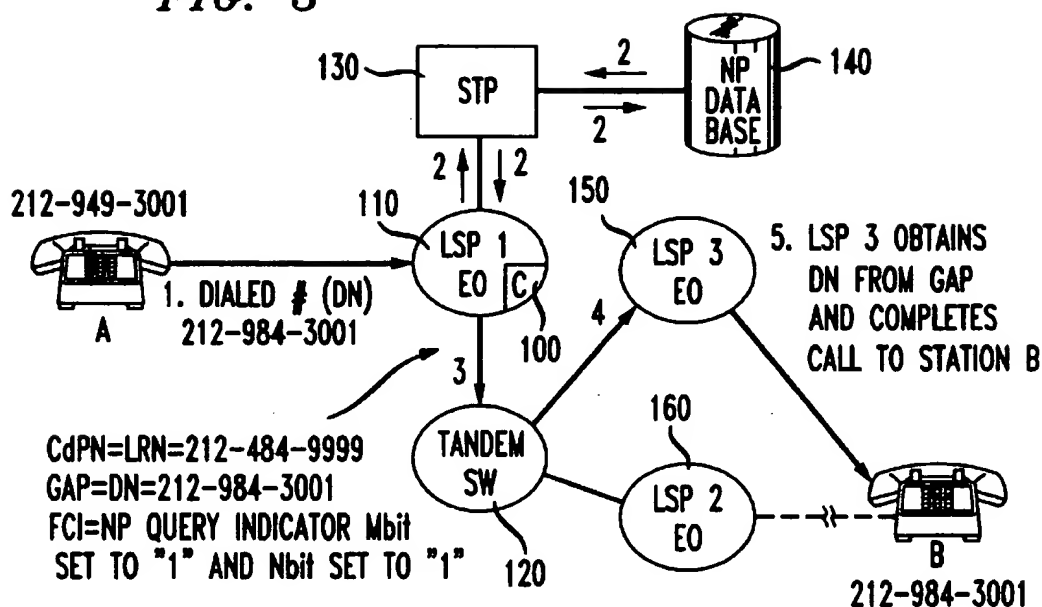 FIG. 3
130
STP
2
2
NP
DATA
BASE
140
2
2
212-949-3001
110
LSP 1
EO
C
100
150
LSP 3
EO
5. LSP 3 OBTAINS
DN FROM GAP
AND COMPLETES
CALL TO STATION B
1. DIALED # (DN)
212-984-3001
A
3
4
CdPN=LRN=212-484-9999
GAP=DN=212-984-3001
FCI=NP QUERY INDICATOR Mbit
SET TO "1" AND Nbit SET TO "1"
TANDEM
SW
120
160
LSP 2
EO
B
212-984-3001